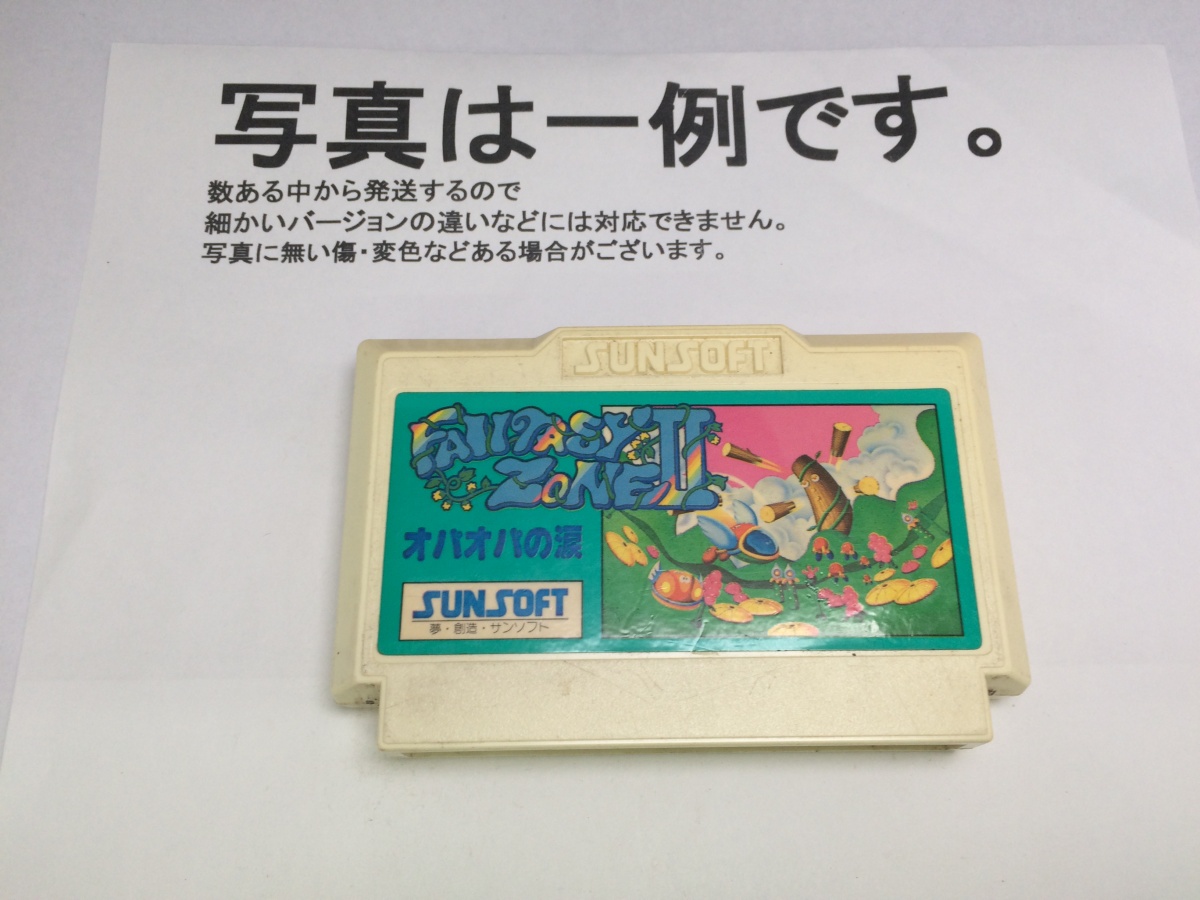 写真は一例です。
数ある中から発送するので
細かいバージョンの違いなどには対応できません。
写真に無い傷・変色などある場合がございます。
SUNSOFT
FANTASY
ZONE II
オパオパの涙
SUNSOFT
夢・創造・サンソフト